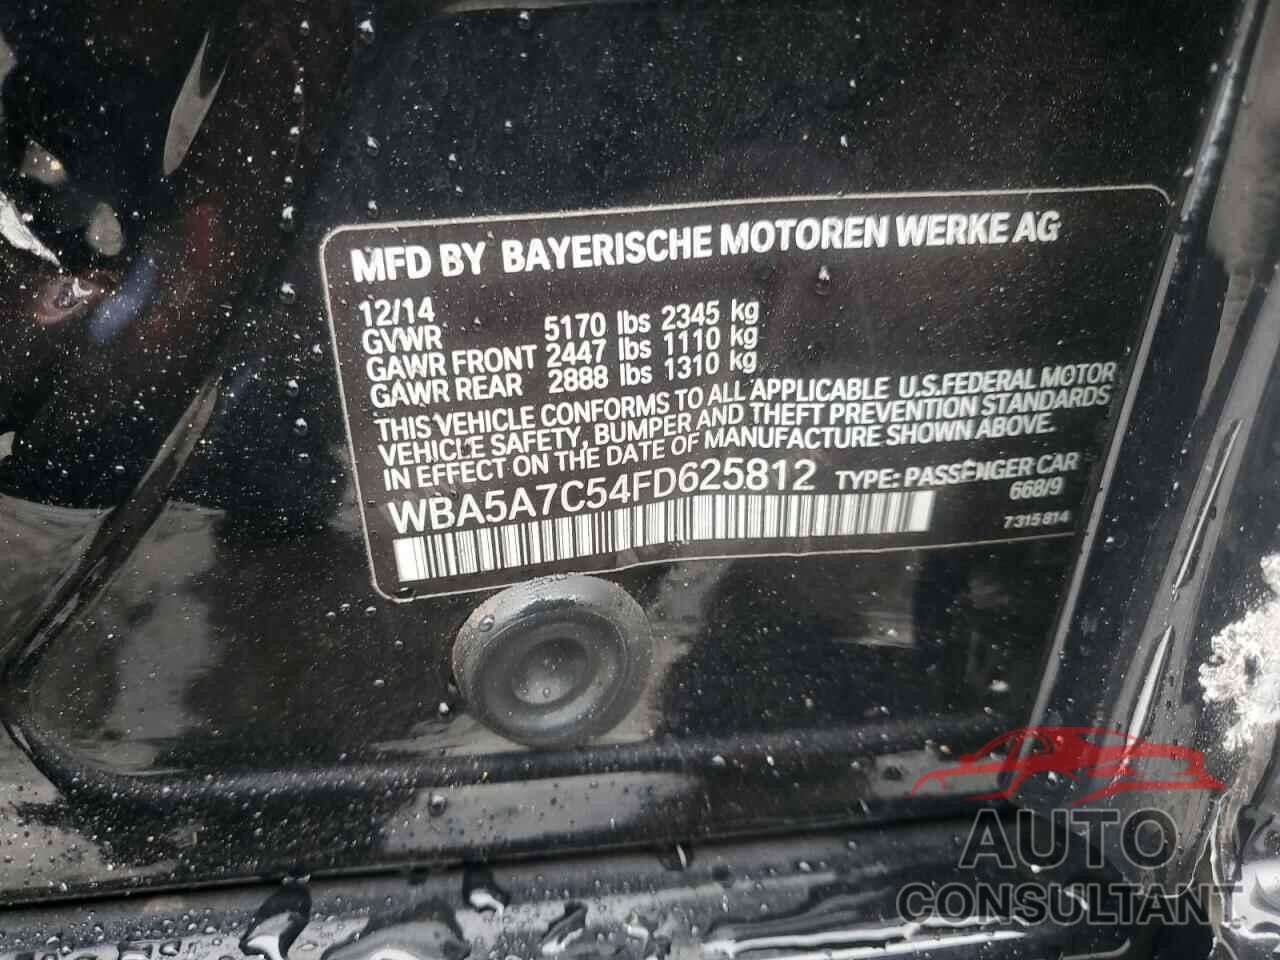 MFD BY BAYERISCHE MOTOREN WERKE AG
12/14
GVWR 5170 lbs 2345 kg
GAWR FRONT 2447 lbs 1110 kg
GAWR REAR 2888 lbs 1310 kg
THIS VEHICLE CONFORMS TO ALL APPLICABLE U.S.FEDERAL MOTOR
VEHICLE SAFETY, BUMPER AND THEFT PREVENTION STANDARDS
IN EFFECT ON THE DATE OF MANUFACTURE SHOWN ABOVE.
WBA5A7C54FD625812 TYPE: PASSENGER CAR
668/9
7 315 814
AUTO
CONSULTANT